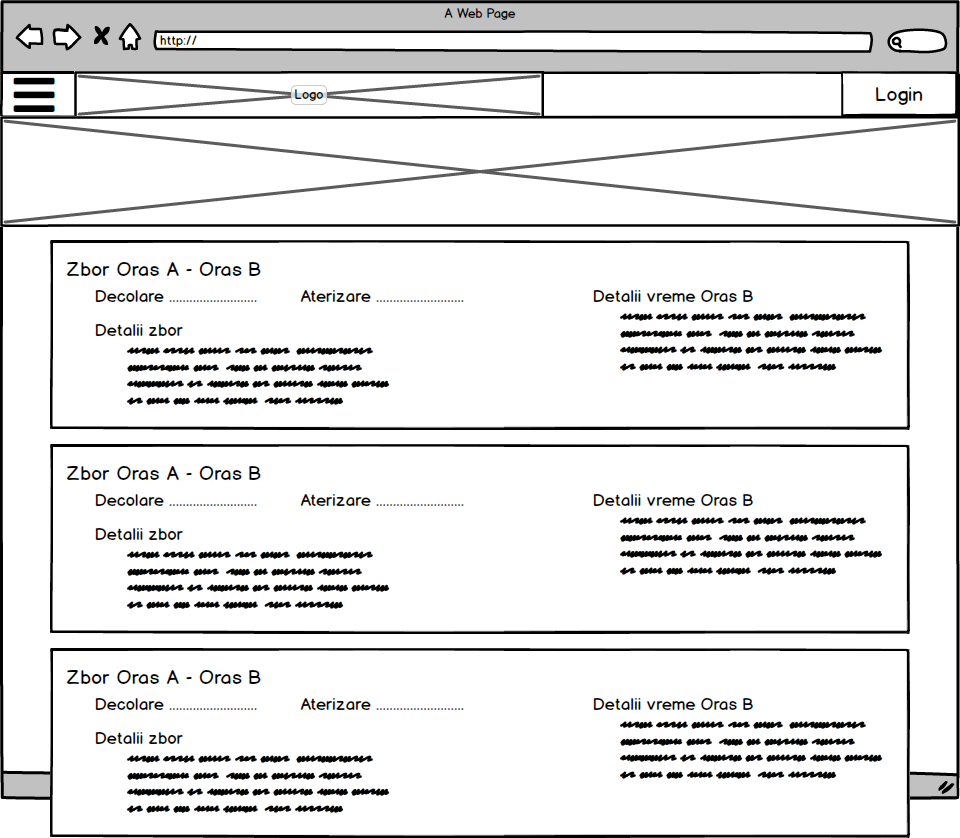 A Web Page
http://
Logo
Login
Zbor Oras A - Oras B
Decolare ..........................
Aterizare ..........................
Detalii vreme Oras B
Detalii zbor
Zbor Oras A - Oras B
Decolare ..........................
Aterizare ..........................
Detalii vreme Oras B
Detalii zbor
Zbor Oras A - Oras B
Decolare ..........................
Aterizare ..........................
Detalii vreme Oras B
Detalii zbor